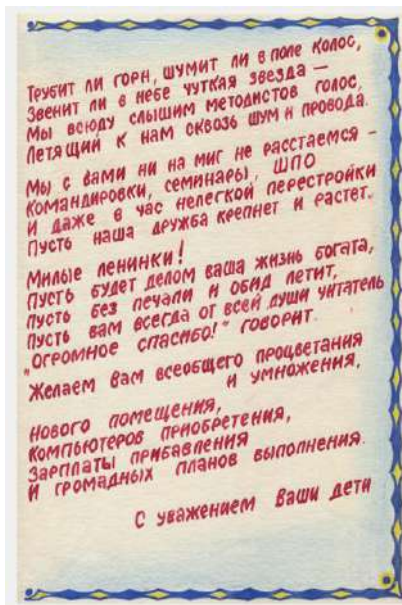 Трубит ли горн, шумит ли в поле колос,
Звенит ли в небе чуткая звезда –
Мы всюду слышим методистов голос,
Летящий к нам сквозь шум и провода.
Мы с вами ни на миг не расстаемся –
Командировки, семинары, ШПО
И даже в час нелегкой перестройки
Пусть наша дружба крепнет и растет.
Милые ленинки!
Пусть будет делом ваша жизнь богата,
Пусть без печали и обид летит,
Пусть вам всегда от всей души читатель
"Огромное спасибо!" говорит.
Желаем Вам всеобщего процветания
и умножения,
Нового помещения,
Компьютеров приобретения,
Зарплаты прибавления
И громадных планов выполнения.
С уважением Ваши дети